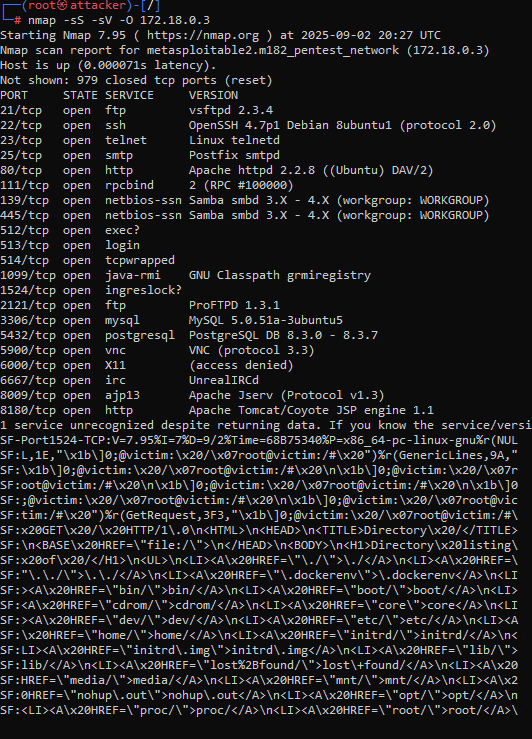 ┌──(root㉿attacker)-[/]
└─# nmap -sS -sV -O 172.18.0.3
Starting Nmap 7.95 ( https://nmap.org ) at 2025-09-02 20:27 UTC
Nmap scan report for metasploitable2.m182_pentest_network (172.18.0.3)
Host is up (0.000071s latency).
Not shown: 979 closed tcp ports (reset)
PORT     STATE SERVICE     VERSION
21/tcp   open  ftp         vsftpd 2.3.4
22/tcp   open  ssh         OpenSSH 4.7p1 Debian 8ubuntu1 (protocol 2.0)
23/tcp   open  telnet      Linux telnetd
25/tcp   open  smtp        Postfix smtpd
80/tcp   open  http        Apache httpd 2.2.8 ((Ubuntu) DAV/2)
111/tcp  open  rpcbind     2 (RPC #100000)
139/tcp  open  netbios-ssn Samba smbd 3.X - 4.X (workgroup: WORKGROUP)
445/tcp  open  netbios-ssn Samba smbd 3.X - 4.X (workgroup: WORKGROUP)
512/tcp  open  exec?
513/tcp  open  login
514/tcp  open  tcpwrapped
1099/tcp open  java-rmi    GNU Classpath grmiregistry
1524/tcp open  ingreslock?
2121/tcp open  ftp         ProFTPD 1.3.1
3306/tcp open  mysql       MySQL 5.0.51a-3ubuntu5
5432/tcp open  postgresql  PostgreSQL DB 8.3.0 - 8.3.7
5900/tcp open  vnc         VNC (protocol 3.3)
6000/tcp open  X11         (access denied)
6667/tcp open  irc         UnrealIRCd
8009/tcp open  ajp13       Apache Jserv (Protocol v1.3)
8180/tcp open  http        Apache Tomcat/Coyote JSP engine 1.1
1 service unrecognized despite returning data. If you know the service/versi
SF-Port1524-TCP:V=7.95%I=7%D=9/2%Time=68B75340%P=x86_64-pc-linux-gnu%r(NUL
SF:L,1E,"\x1b\]0;@victim:\x20/\x07root@victim:/#\x20")%r(GenericLines,9A,"
SF:\x1b\]0;@victim:\x20/\x07root@victim:/#\x20\n\x1b\]0;@victim:\x20/\x07r
SF:oot@victim:/#\x20\n\x1b\]0;@victim:\x20/\x07root@victim:/#\x20\n\x1b\]0
SF:;@victim:\x20/\x07root@victim:/#\x20\n\x1b\]0;@victim:\x20/\x07root@vic
SF:tim:/#\x20")%r(GetRequest,3F3,"\x1b\]0;@victim:\x20/\x07root@victim:/#\
SF:x20GET\x20/\x20HTTP/1\.0\n<HTML>\n<HEAD>\n<TITLE>Directory\x20/</TITLE>
SF:\n<BASE\x20HREF=\"file:/\">\n</HEAD>\n<BODY>\n<H1>Directory\x20listing\
SF:x20of\x20/</H1>\n<UL>\n<LI><A\x20HREF=\"\./\">\./</A>\n<LI><A\x20HREF=\
SF:"\.\./\">\.\./</A>\n<LI><A\x20HREF=\"\.dockerenv\">\.dockerenv</A>\n<LI
SF:><A\x20HREF=\"bin/\">bin/</A>\n<LI><A\x20HREF=\"boot/\">boot/</A>\n<LI>
SF:<A\x20HREF=\"cdrom/\">cdrom/</A>\n<LI><A\x20HREF=\"core\">core</A>\n<LI
SF:><A\x20HREF=\"dev/\">dev/</A>\n<LI><A\x20HREF=\"etc/\">etc/</A>\n<LI><A
SF:\x20HREF=\"home/\">home/</A>\n<LI><A\x20HREF=\"initrd/\">initrd/</A>\n<
SF:LI><A\x20HREF=\"initrd\.img\">initrd\.img</A>\n<LI><A\x20HREF=\"lib/\">
SF:lib/</A>\n<LI><A\x20HREF=\"lost%2Bfound/\">lost\+found/</A>\n<LI><A\x20
SF:HREF=\"media/\">media/</A>\n<LI><A\x20HREF=\"mnt/\">mnt/</A>\n<LI><A\x2
SF:0HREF=\"nohup\.out\">nohup\.out</A>\n<LI><A\x20HREF=\"opt/\">opt/</A>\n
SF:<LI><A\x20HREF=\"proc/\">proc/</A>\n<LI><A\x20HREF=\"root/\">root/</A>\